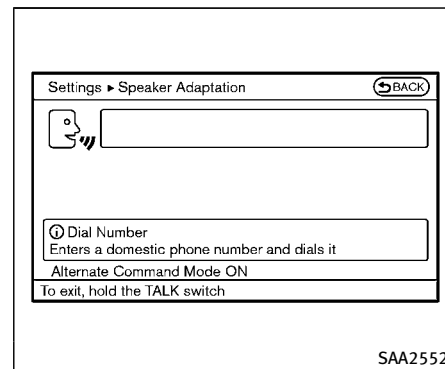 Settings ▸ Speaker Adaptation
BACK
Dial Number
Enters a domestic phone number and dials it
Alternate Command Mode ON
To exit, hold the TALK switch
SAA2552